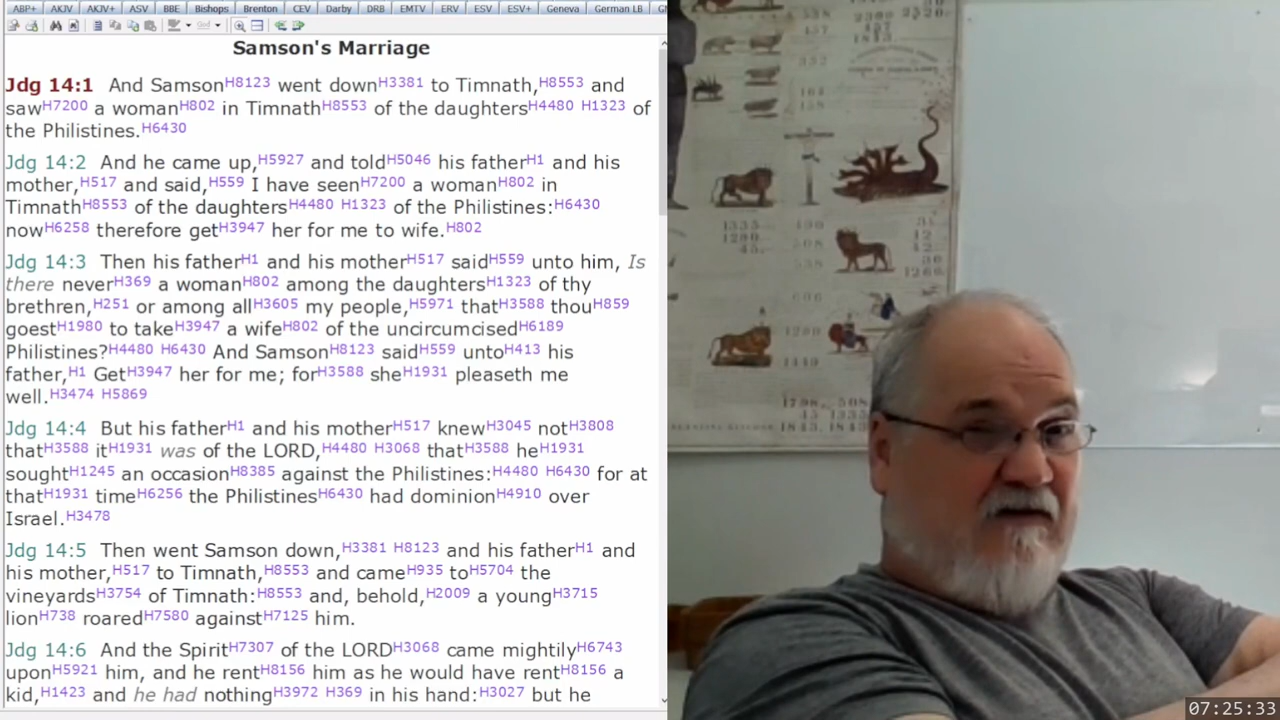 ABP+ AKJV AKJV+ ASV BBE Bishops Brenton CEV Darby DRB EMTV ERV ESV ESV+ Geneva German LB
Samson's Marriage
Jdg 14:1 And SamsonH8123 went downH3381 to Timnath,H8553 and
sawH7200 a womanH802 in TimnathH8553 of the daughtersH4480 H1323 of
the Philistines.H6430
Jdg 14:2 And he came up,H5927 and toldH5046 his fatherH1 and his
mother,H517 and said,H559 I have seenH7200 a womanH802 in
TimnathH8553 of the daughtersH4480 H1323 of the Philistines:H6430
nowH6258 therefore getH3947 her for me to wife.H802
Jdg 14:3 Then his fatherH1 and his motherH517 saidH559 unto him, Is
there neverH369 a womanH802 among the daughtersH1323 of thy
brethren,H251 or among allH3605 my people,H5971 thatH3588 thouH859
goestH1980 to takeH3947 a wifeH802 of the uncircumcisedH6189
Philistines?H4480 H6430 And SamsonH8123 saidH559 untoH413 his
father,H1 GetH3947 her for me; forH3588 sheH1931 pleaseth me
well.H3474 H5869
Jdg 14:4 But his fatherH1 and his motherH517 knewH3045 notH3808
thatH3588 itH1931 was of the LORD,H4480 H3068 thatH3588 heH1931
soughtH1245 an occasionH8385 against the Philistines:H4480 H6430 for at
thatH1931 timeH6256 the PhilistinesH6430 had dominionH4910 over
Israel.H3478
Jdg 14:5 Then went Samson down,H3381 H8123 and his fatherH1 and
his mother,H517 to Timnath,H8553 and cameH935 toH5704 the
vineyardsH3754 of Timnath:H8553 and, behold,H2009 a youngH3715
lionH738 roaredH7580 againstH7125 him.
Jdg 14:6 And the SpiritH7307 of the LORDH3068 came mightilyH6743
uponH5921 him, and he rentH8156 him as he would have rentH8156 a
kid,H1423 and he had nothingH3972 H369 in his hand:H3027 but he
457
1335
1290
45
538
1260
07:25:33